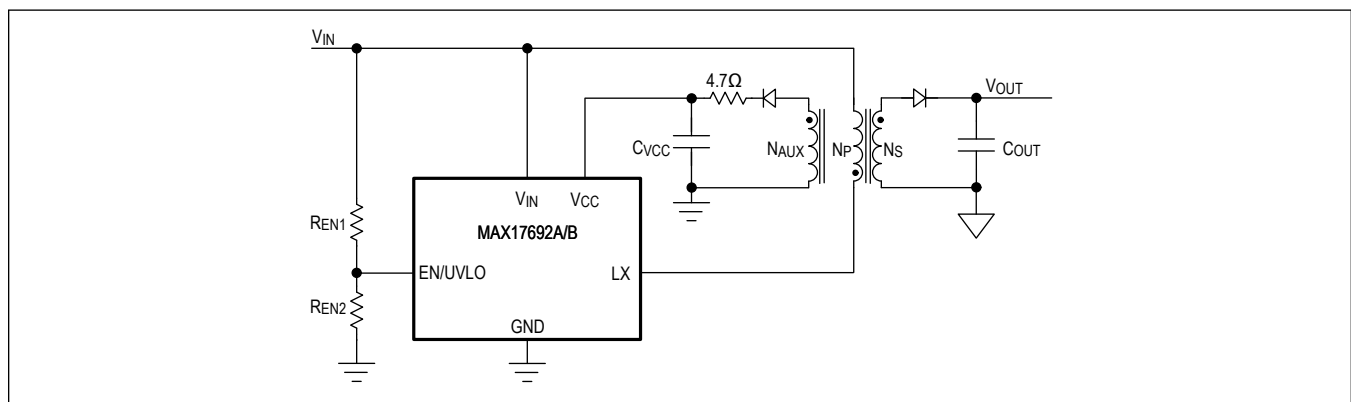 VIN
4.7Ω
VOUT
CVCC
NAUX
NP
NS
COUT
VIN
VCC
MAX17692A/B
REN1
EN/UVLO
LX
REN2
GND